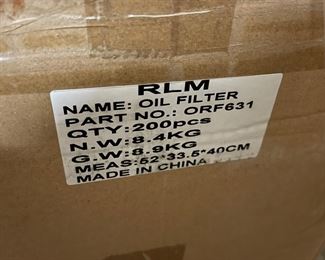 RLM
NAME: OIL FILTER
PART NO.: ORF631
QTY: 200pcs
N.W: 8.4KG
G.W: 8.9KG
MEAS: 52*33.5*40CM
MADE IN CHINA